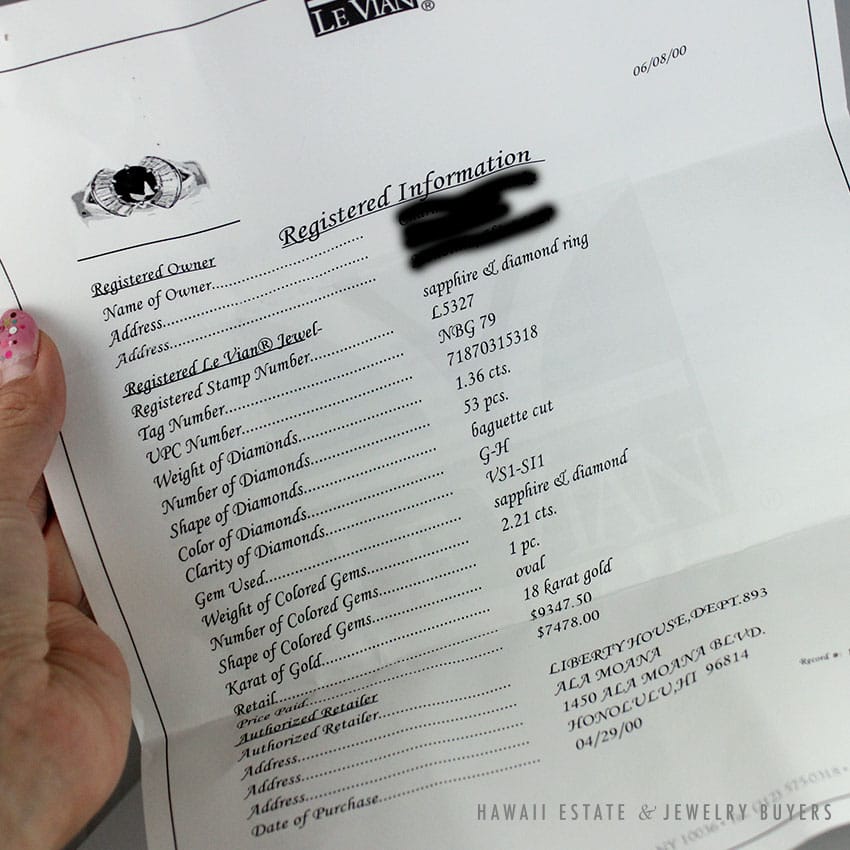 LE VIAN®
06/08/00
Registered Information
Registered Owner
Name of Owner
Address
Address
Registered Le Vian® Jewel- sapphire & diamond ring
Registered Stamp Number L5327
Tag Number NBG 79
UPC Number 71870315318
Weight of Diamonds 1.36 cts.
Number of Diamonds 53 pcs.
Shape of Diamonds baguette cut
Color of Diamonds G-H
Clarity of Diamonds VS1-SI1
Gem Used sapphire & diamond
Weight of Colored Gems 2.21 cts.
Number of Colored Gems 1 pc.
Shape of Colored Gems oval
Karat of Gold 18 karat gold
Retail $9347.50
Price Paid $7478.00
Authorized Retailer
Authorized Retailer LIBERTY HOUSE, DEPT.893
Address ALA MOANA
Address 1450 ALA MOANA BLVD.
Address HONOLULU, HI 96814
Date of Purchase 04/29/00
Record #:
NY 10036
(212) 575-0318
HAWAII ESTATE & JEWELRY BUYERS